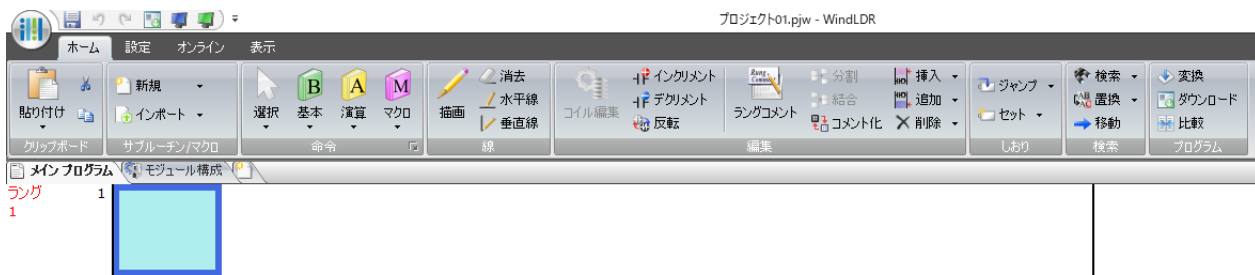 プロジェクト01.pjw - WindLDR
ホーム 設定 オンライン 表示
貼り付け
クリップボード
新規
インポート
サブルーチン/マクロ
選択 B 基本 A 演算 M マクロ
命令
描画
消去
水平線
垂直線
線
コイル編集
インクリメント
デクリメント
反転
ラングコメント
分割
結合
コメント化
挿入
追加
削除
編集
ジャンプ
セット
しおり
検索
置換
移動
検索
変換
ダウンロード
比較
プログラム
メイン プログラム モジュール構成
ラング 1
1